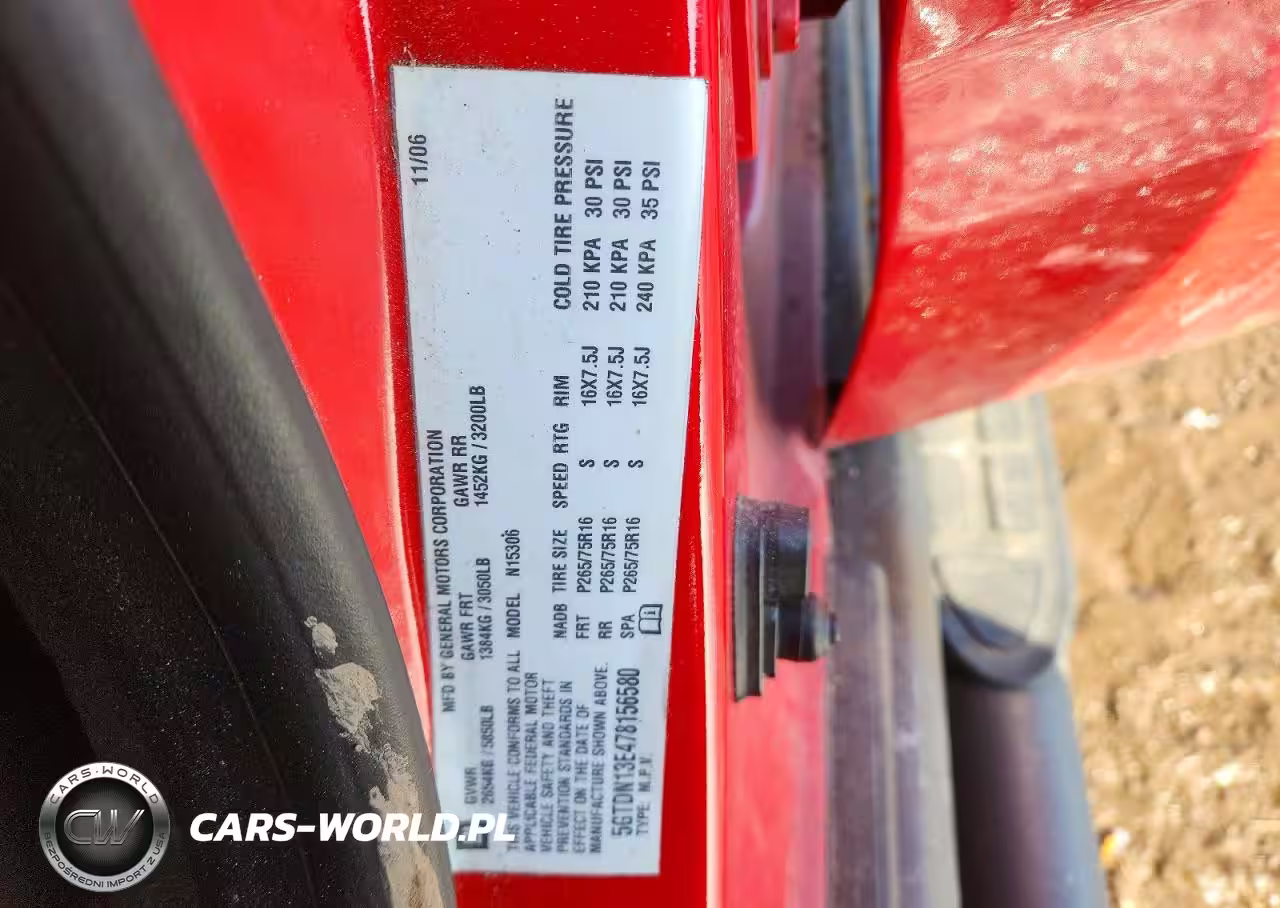 11/06
MFD BY GENERAL MOTORS CORPORATION
GVWR GAWR FRT GAWR RR
KG / 5850LB 1384KG / 3050LB 1452KG / 3200LB
VEHICLE CONFORMS TO ALL MODEL N15306
APPLICABLE FEDERAL MOTOR
VEHICLE SAFETY AND THEFT
PREVENTION STANDARDS IN
EFFECT ON THE DATE OF
MANUFACTURE SHOWN ABOVE.
5GTDN13E478156580
TYPE M.P.V.
NADB TIRE SIZE SPEED RTG RIM COLD TIRE PRESSURE
FRT P265/75R16 S 16X7.5J 210 KPA 30 PSI
RR P265/75R16 S 16X7.5J 210 KPA 30 PSI
SPA P265/75R16 S 16X7.5J 240 KPA 35 PSI
CARS-WORLD
CW
BEZPOŚREDNI IMPORT Z USA
CARS-WORLD.PL